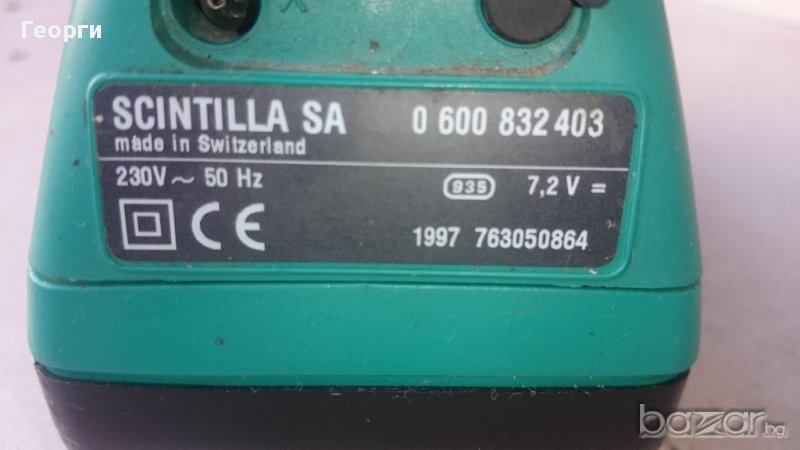 Георги
SCINTILLA SA 0 600 832 403
made in Switzerland
230V ~ 50 Hz 935 7,2 V =
CE 1997 763050864
bazar.bg